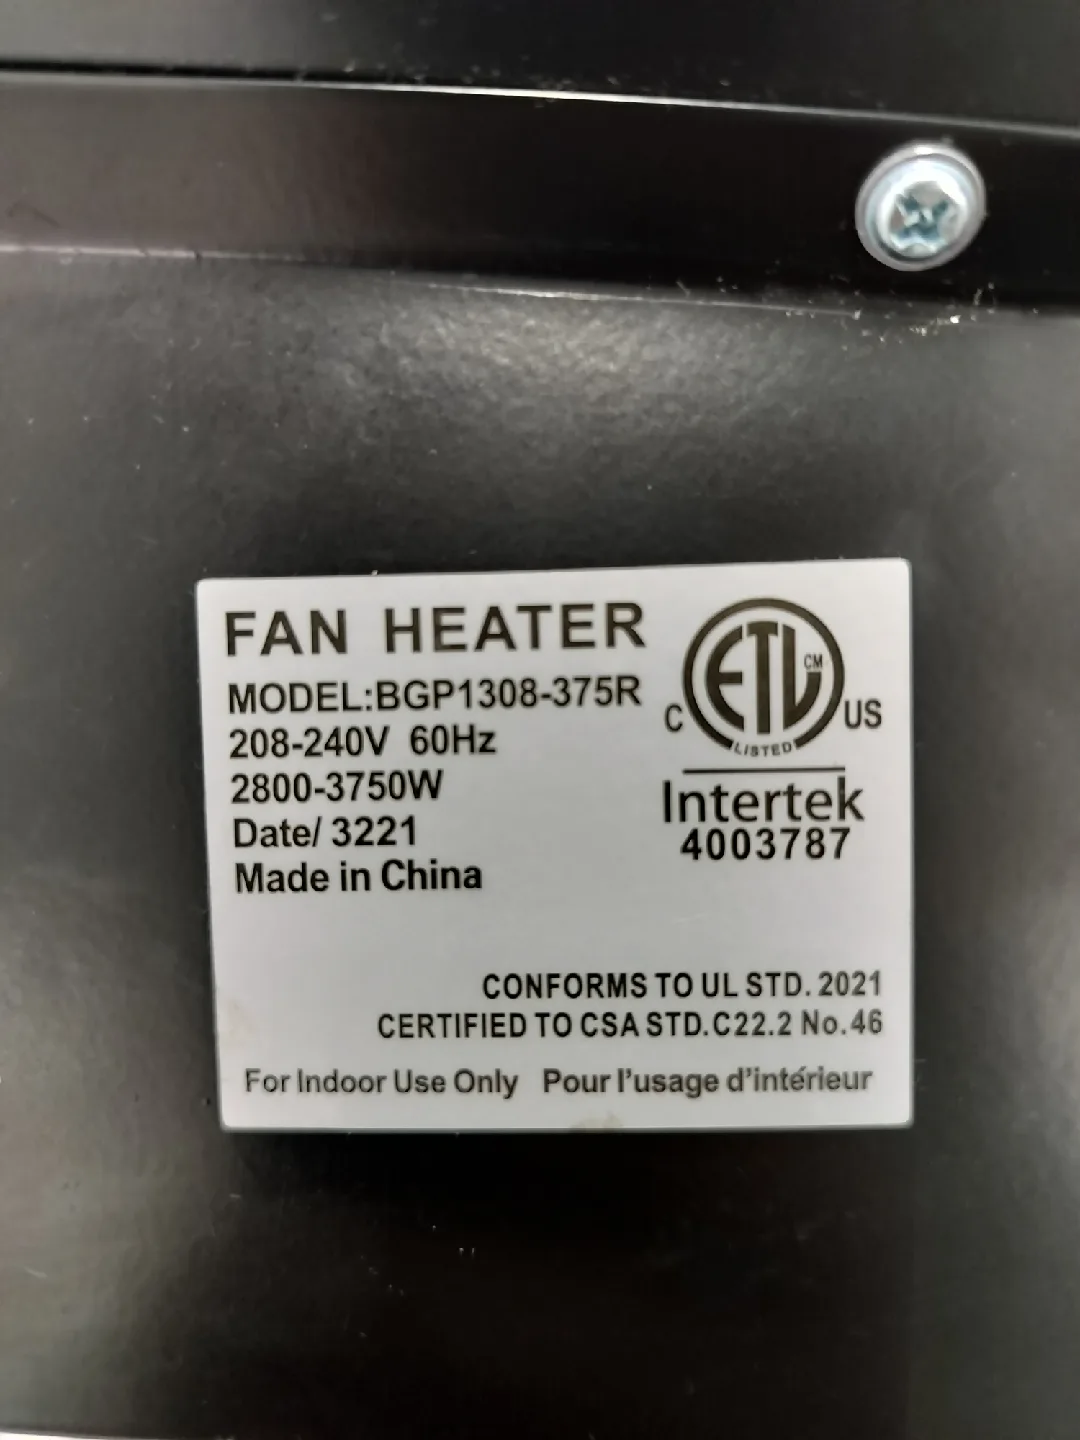 FAN HEATER
MODEL:BGP1308-375R
208-240V 60Hz
2800-3750W
Date/ 3221
Made in China
ETL CM
C US
LISTED
Intertek
4003787
CONFORMS TO UL STD. 2021
CERTIFIED TO CSA STD.C22.2 No.46
For Indoor Use Only Pour l'usage d'intérieur